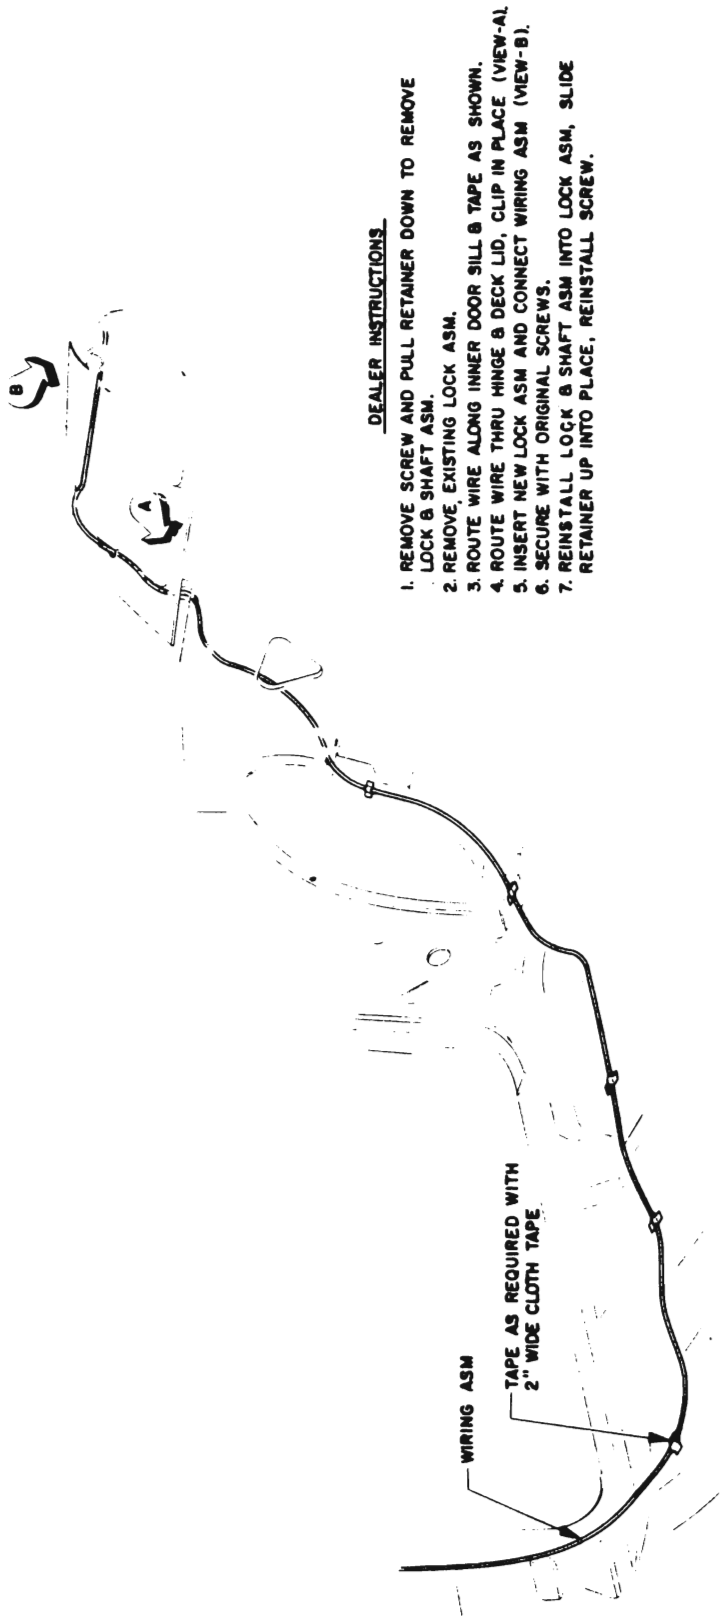 B
A
DEALER INSTRUCTIONS
1. REMOVE SCREW AND PULL RETAINER DOWN TO REMOVE
LOCK & SHAFT ASM.
2. REMOVE, EXISTING LOCK ASM.
3. ROUTE WIRE ALONG INNER DOOR SILL & TAPE AS SHOWN.
4. ROUTE WIRE THRU HINGE & DECK LID, CLIP IN PLACE (VIEW-A).
5. INSERT NEW LOCK ASM AND CONNECT WIRING ASM (VIEW-B).
6. SECURE WITH ORIGINAL SCREWS.
7. REINSTALL LOCK & SHAFT ASM INTO LOCK ASM, SLIDE
RETAINER UP INTO PLACE, REINSTALL SCREW.
WIRING ASM
TAPE AS REQUIRED WITH
2" WIDE CLOTH TAPE